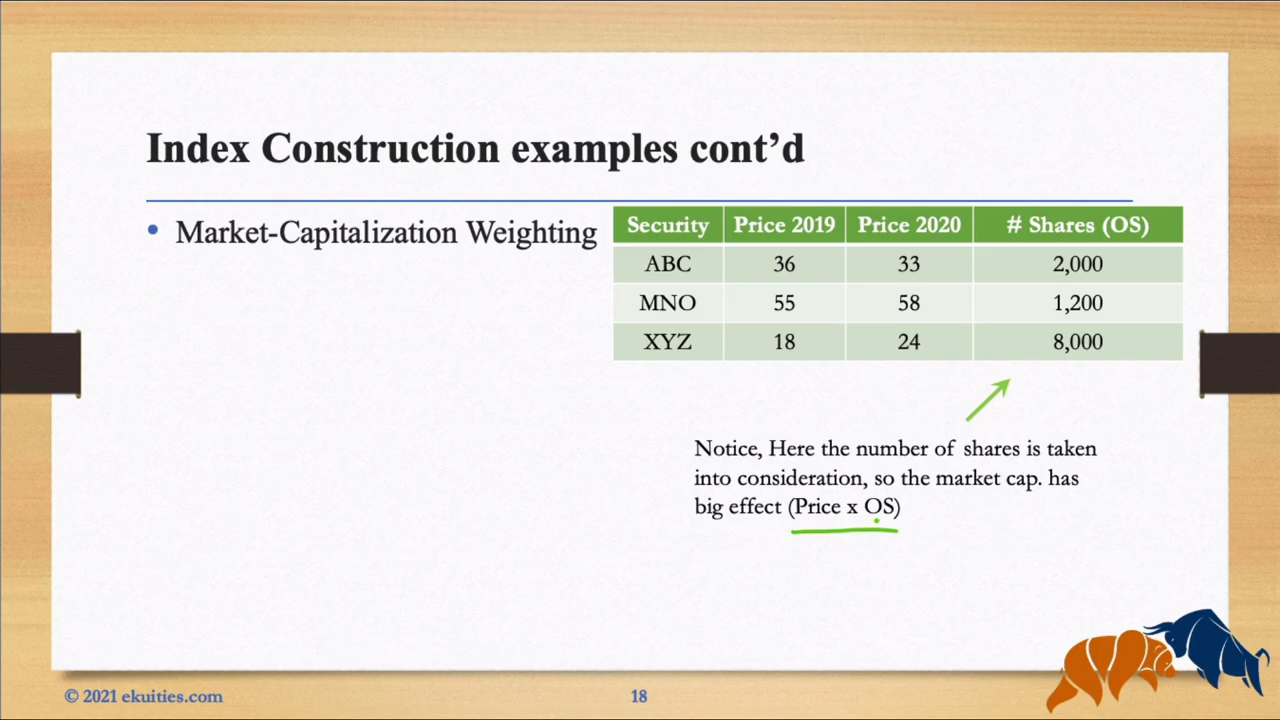 Index Construction examples cont’d
• Market-Capitalization Weighting
Security Price 2019 Price 2020 # Shares (OS)
ABC 36 33 2,000
MNO 55 58 1,200
XYZ 18 24 8,000
Notice, Here the number of shares is taken
into consideration, so the market cap. has
big effect (Price x OS)
© 2021 ekuities.com
18